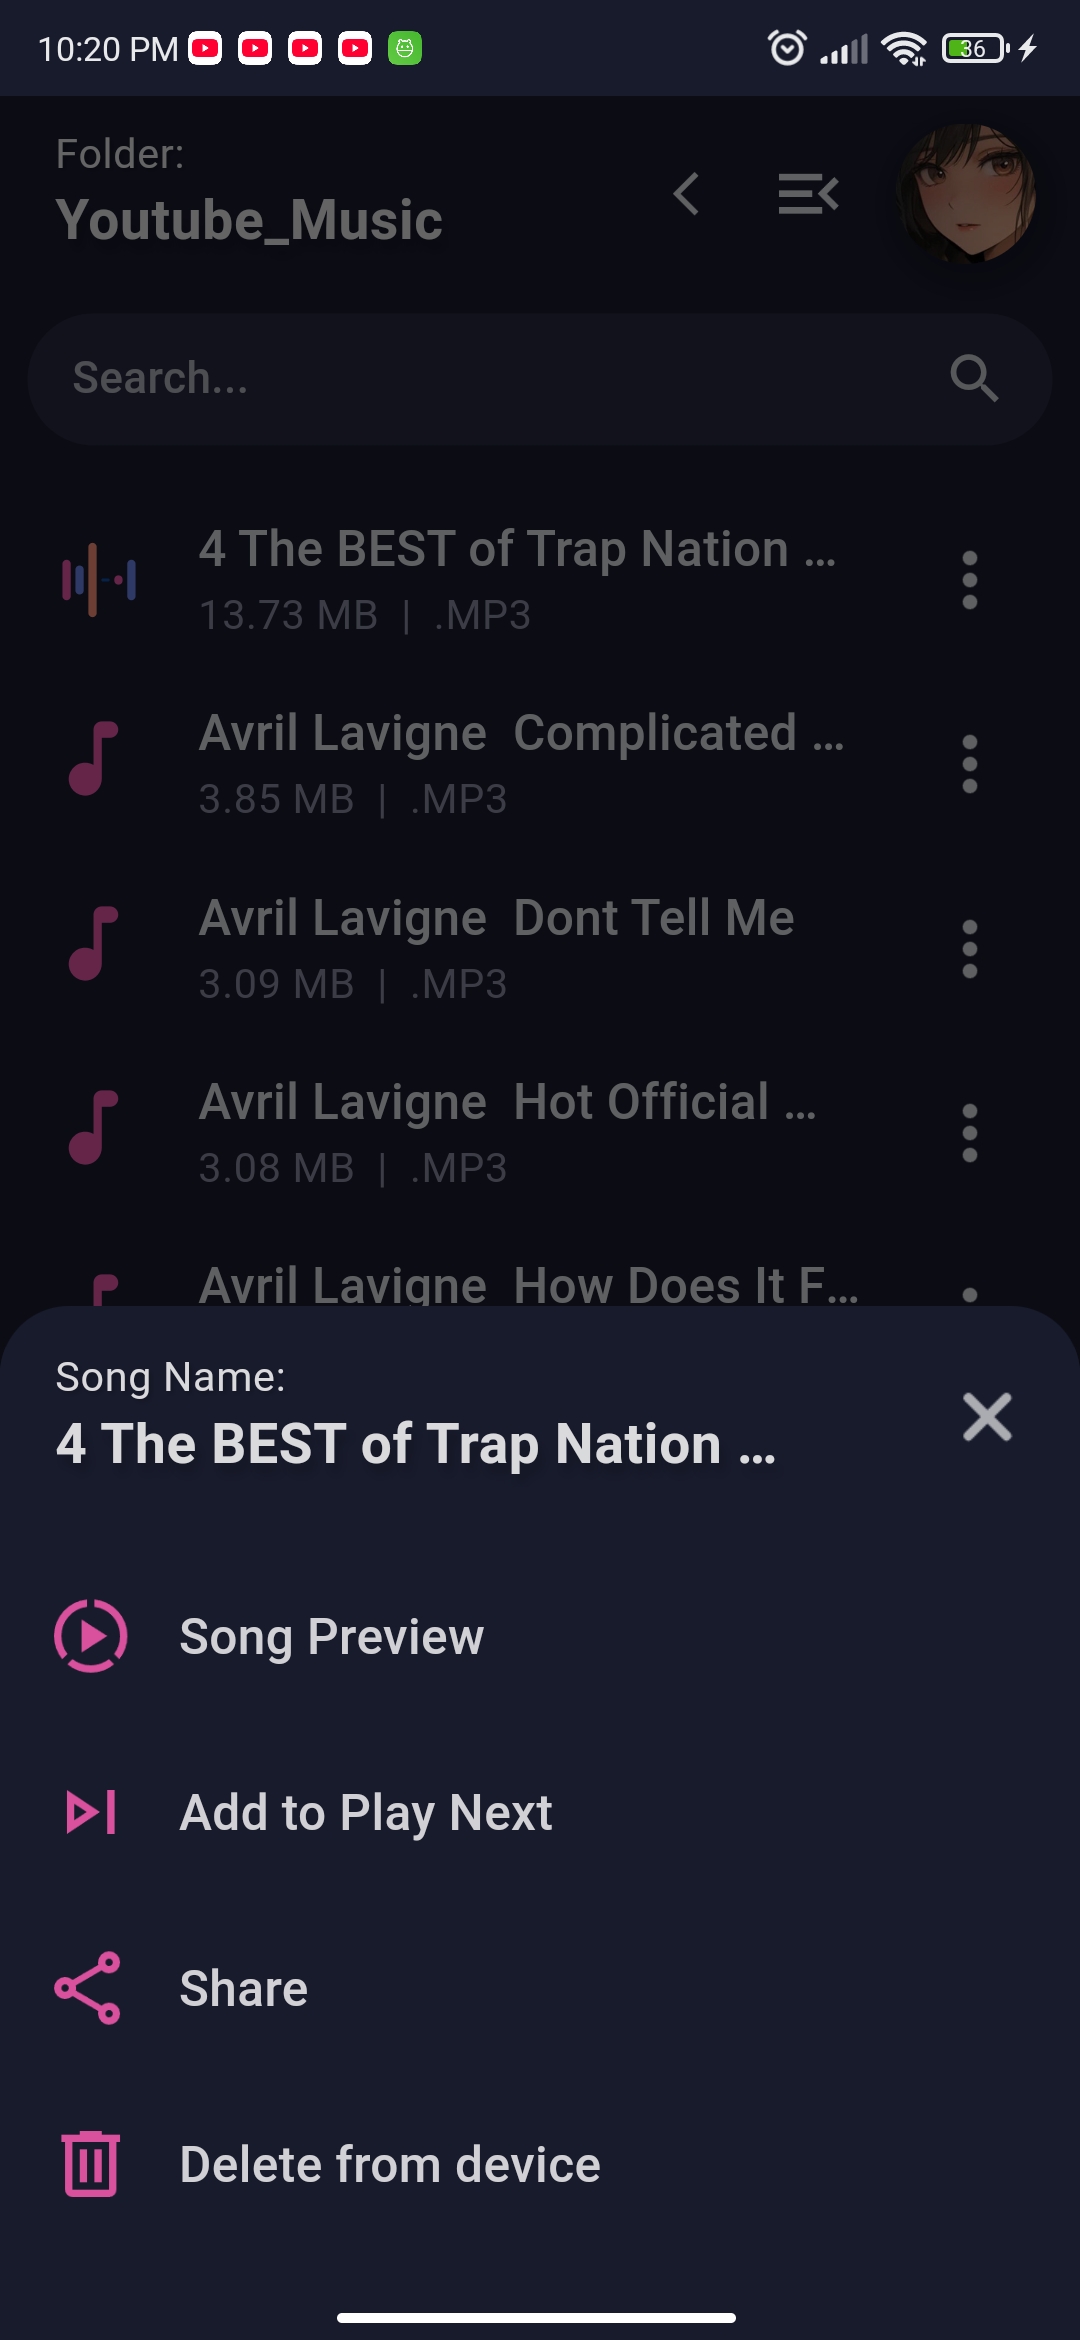 10:20 PM
36
Folder:
Youtube_Music
Search...
4 The BEST of Trap Nation ...
13.73 MB | .MP3
Avril Lavigne  Complicated ...
3.85 MB | .MP3
Avril Lavigne  Dont Tell Me
3.09 MB | .MP3
Avril Lavigne  Hot Official ...
3.08 MB | .MP3
Avril Lavigne  How Does It F...
Song Name:
4 The BEST of Trap Nation ...
Song Preview
Add to Play Next
Share
Delete from device